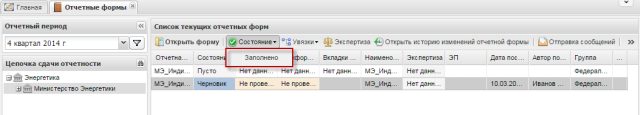 Главная Отчетные формы
Отчетный период
4 квартал 2014 г
Цепочка сдачи отчетности
Энергетика
Министерство Энергетики
Список текущих отчетных форм
Открыть форму Состояние Увязки Экспертиза Открыть историю изменений отчетной формы Отправка сообщений »
Заполнено
Отчетна... Состояни Увязки Вкладки ... Наимено... Экспертиза ЭП Дата пос... Автор по... Группа ...
МЭ_Инди... Пусто Нет данн... Нет данн... Нет данн... МЭ_Инди... Нет данн... Федерал...
МЭ_Инди... Черновик Не прове... Не прове... МЭ_Инди... Нет данн... 10.03.20... Иванов ... Федерал...